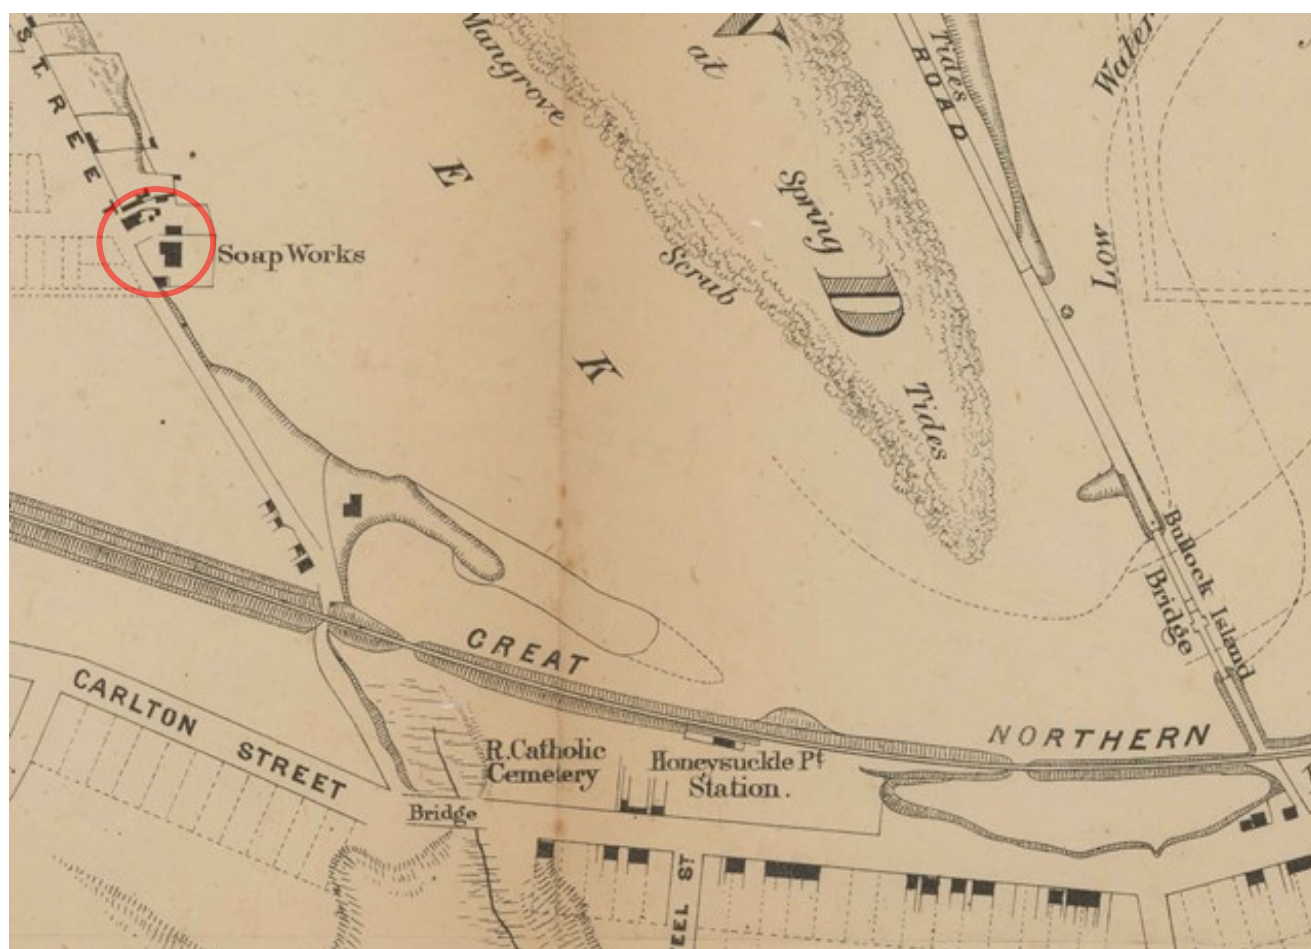 STREET
Mangrove
Scrub
at
Spring
Tides
Tides
ROAD
Water
Low
E
K
D
Soap Works
Bullock Island
Bridge
GREAT
NORTHERN
CARLTON STREET
R. Catholic
Cemetery
Honeysuckle Pt
Station.
Bridge
EEL ST